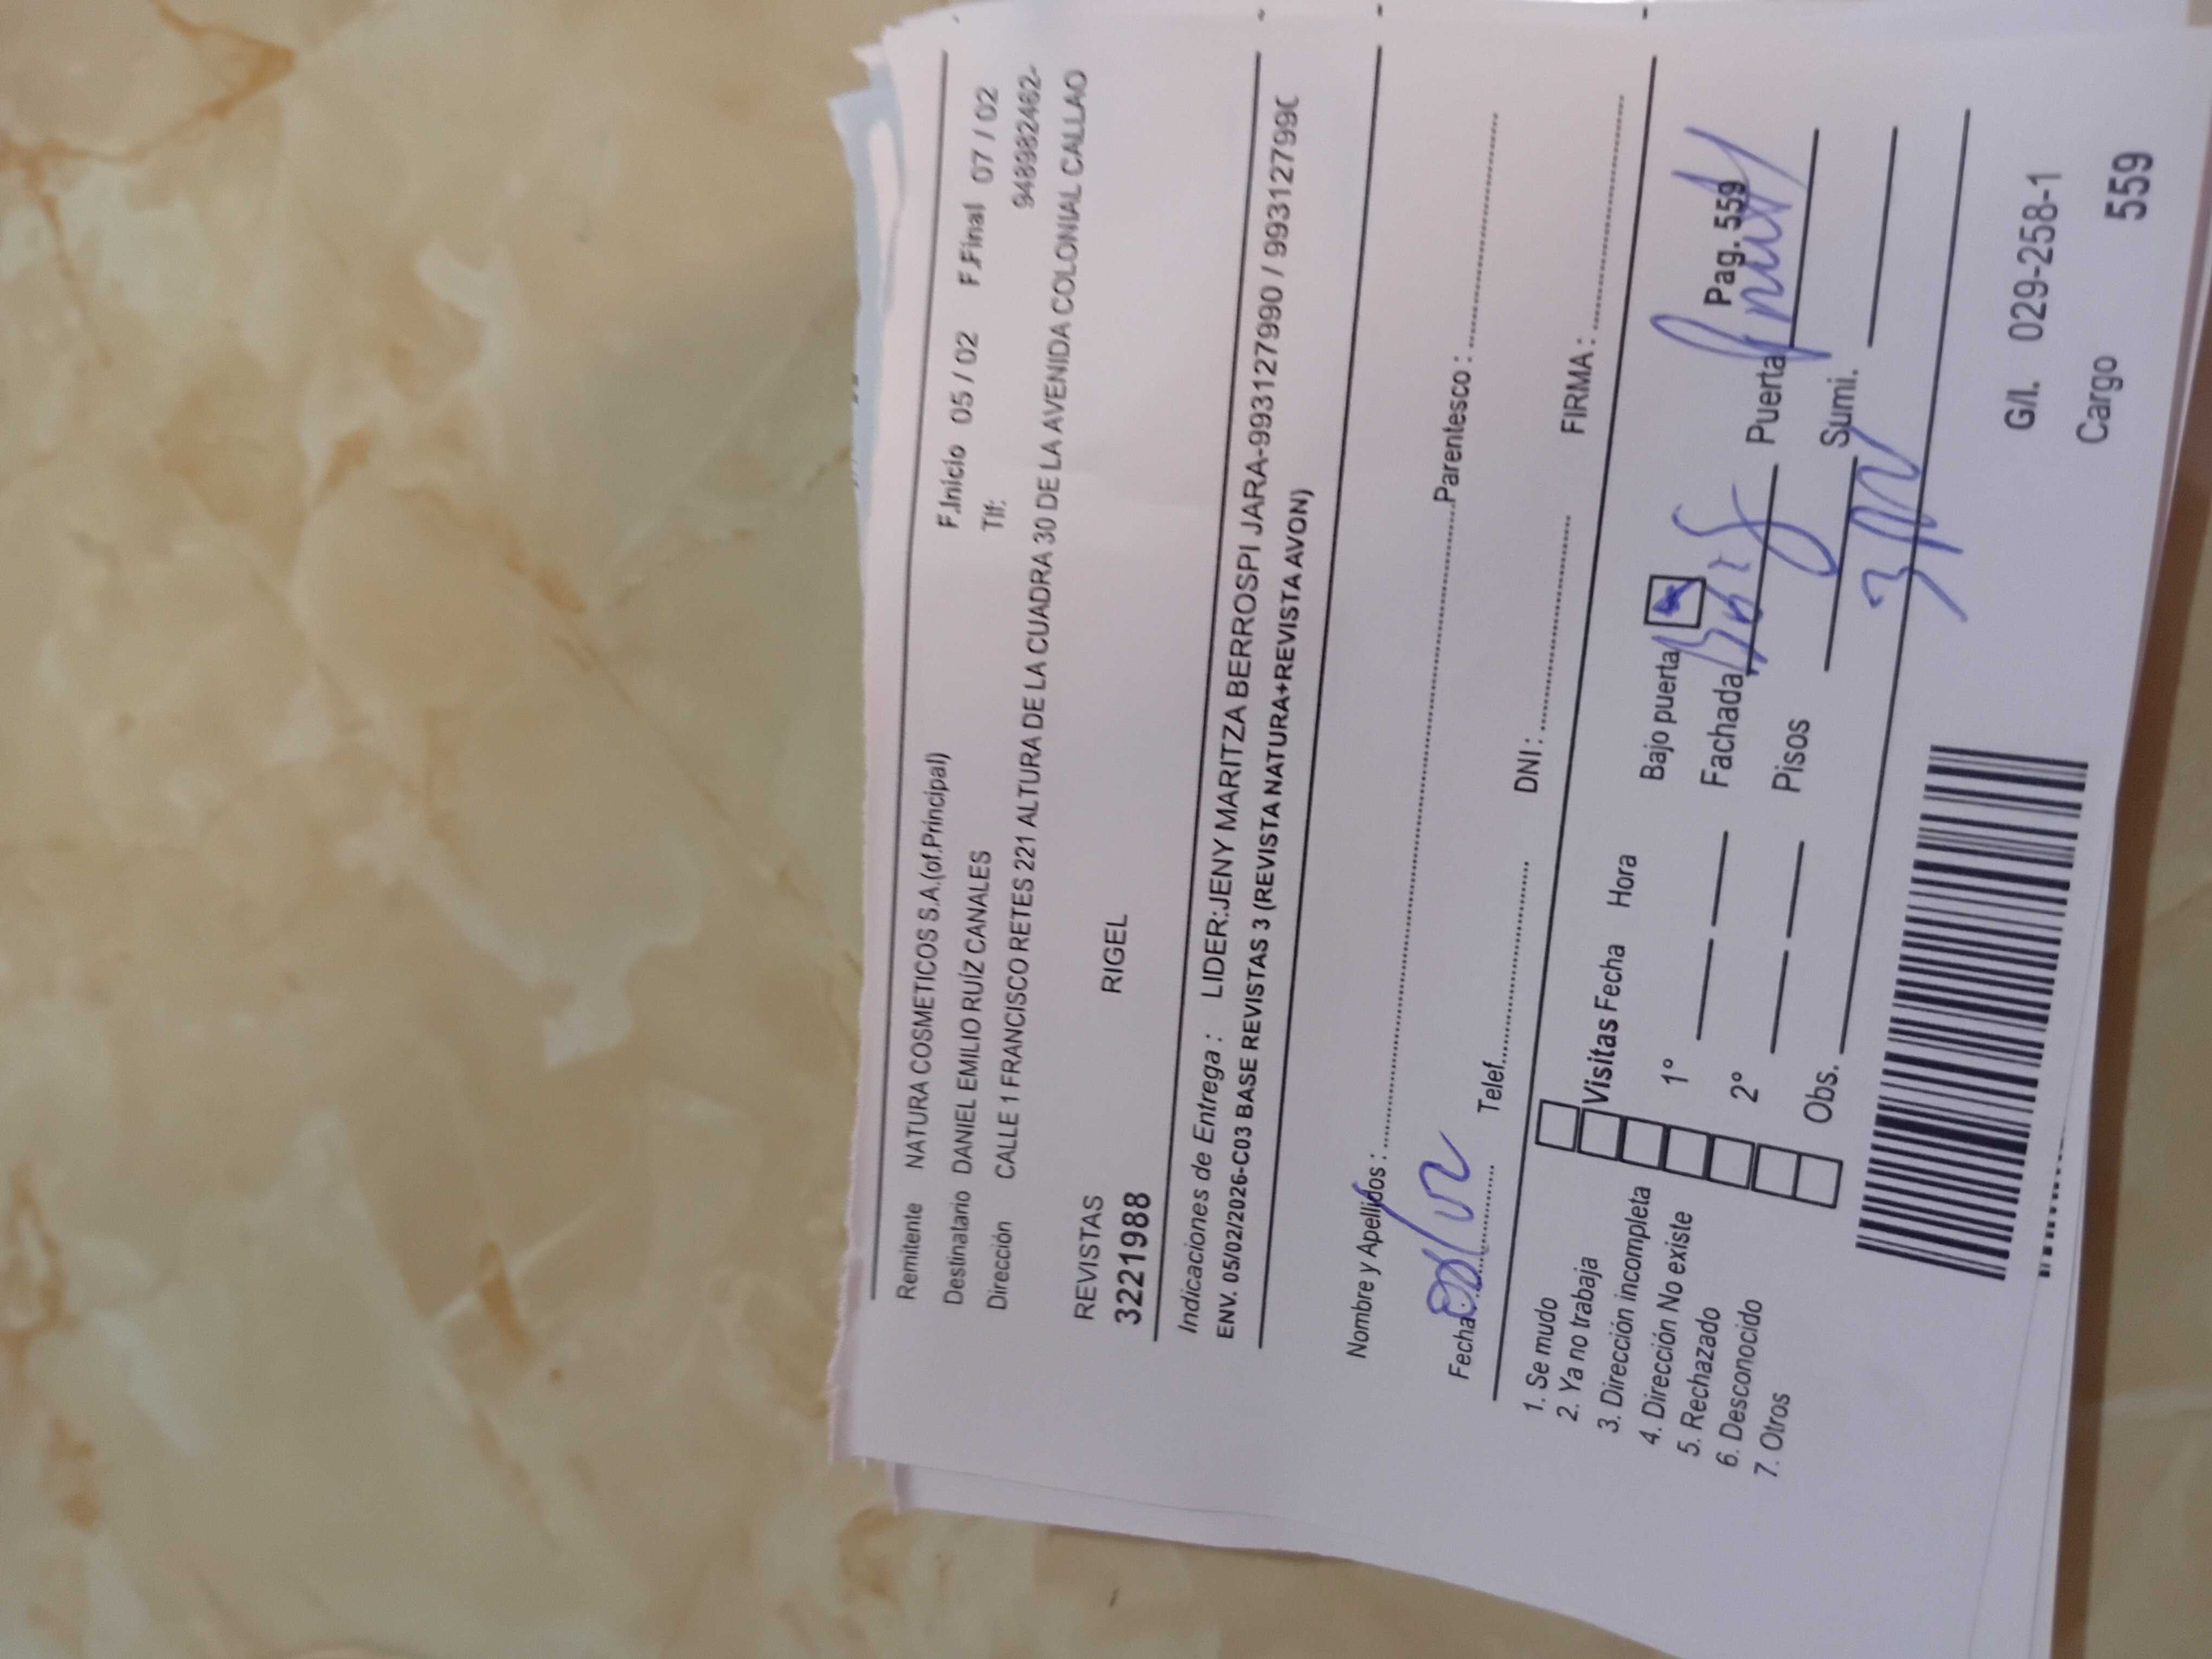 Remitente NATURA COSMETICOS S.A.(of.Principal) F.Inicio 05 / 02 F.Final 07 / 02
Destinatario DANIEL EMILIO RUÍZ CANALES Tlf: 948982462-
Dirección CALLE 1 FRANCISCO RETES 221 ALTURA DE LA CUADRA 30 DE LA AVENIDA COLONIAL CALLAO
REVISTAS RIGEL
3221988
Indicaciones de Entrega : LIDER:JENY MARITZA BERROSPI JARA-993127990 / 993127990
ENV. 05/02/2026-C03 BASE REVISTAS 3 (REVISTA NATURA+REVISTA AVON)
Nombre y Apellidos : Parentesco :
Fecha: Telef. DNI : FIRMA :
1. Se mudo
2. Ya no trabaja
3. Dirección incompleta
4. Dirección No existe
5. Rechazado
6. Desconocido
7. Otros
Visitas Fecha Hora
1°
2°
Obs.
Bajo puerta Pag. 559
Fachada Puerta
Pisos Sumi.
3
G/I. 029-258-1
Cargo 559